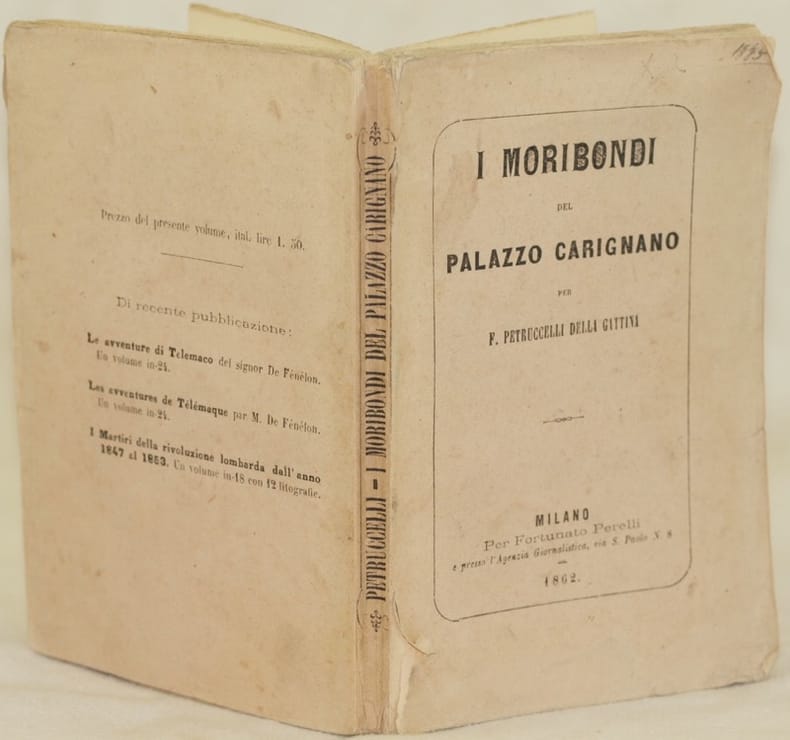 Prezzo del presente volume, ital. lire 1. 50.
Di recente pubblicazione:
Le avventure di Telemaco del signor De Fénélon.
Un volume in-24.
Les avventures de Télémaque par M. De Fénélon.
Un volume in-24.
I Martiri della rivoluzione lombarda dall'anno
1847 al 1853. Un volume in-18 con 12 litografie.
PETRUCCELLI - I MORIBONDI DEL PALAZZO CARIGNANO
I MORIBONDI
DEL
PALAZZO CARIGNANO
PER
F. PETRUCCELLI DELLA GATTINA
MILANO
Per Fortunato Perelli
e presso l'Agenzia Giornalistica, via S. Paolo N. 8
1862.